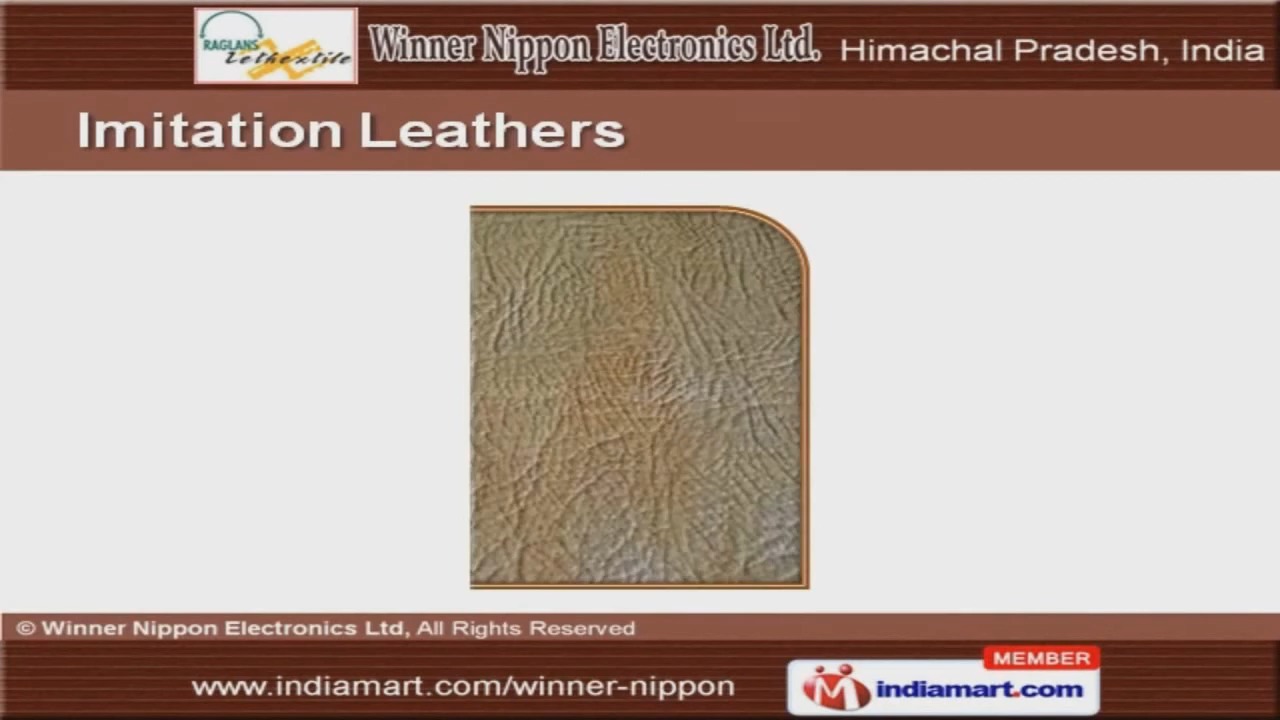 RAGLANS
Lethextile
Winner Nippon Electronics Ltd. Himachal Pradesh, India
Imitation Leathers
© Winner Nippon Electronics Ltd, All Rights Reserved
MEMBER
www.indiamart.com/winner-nippon
indiamart.com